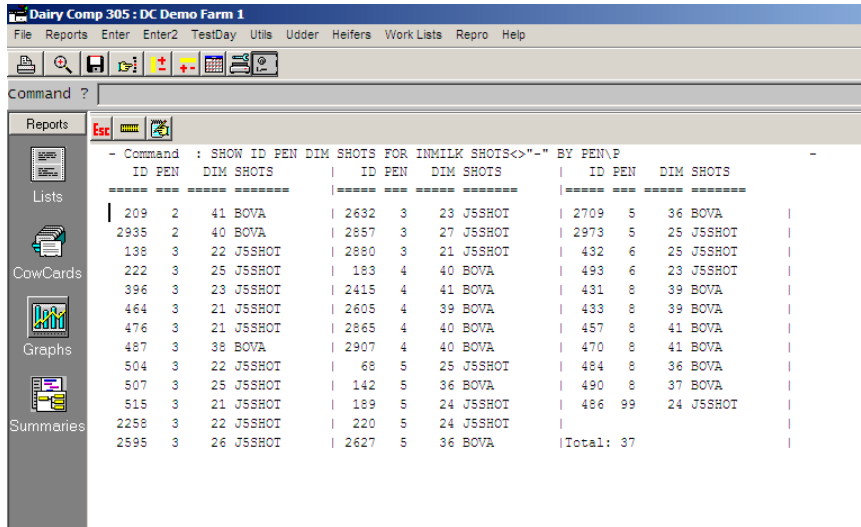 Dairy Comp 305 : DC Demo Farm 1
File Reports Enter Enter2 TestDay Utils Udder Heifers Work Lists Repro Help
Command ?
Reports
Esc
Lists
CowCards
Graphs
Summaries
- Command : SHOW ID PEN DIM SHOTS FOR INMILK SHOTS<>"-" BY PEN\P -
ID PEN DIM SHOTS | ID PEN DIM SHOTS | ID PEN DIM SHOTS
===== === ===== ======= |===== === ===== ======= |===== === ===== =======
209 2 41 BOVA | 2632 3 23 J5SHOT | 2709 5 36 BOVA |
2935 2 40 BOVA | 2857 3 27 J5SHOT | 2973 5 25 J5SHOT |
138 3 22 J5SHOT | 2880 3 21 J5SHOT | 432 6 25 J5SHOT |
222 3 25 J5SHOT | 183 4 40 BOVA | 493 6 23 J5SHOT |
396 3 23 J5SHOT | 2415 4 41 BOVA | 431 8 39 BOVA |
464 3 21 J5SHOT | 2605 4 39 BOVA | 433 8 39 BOVA |
476 3 21 J5SHOT | 2865 4 40 BOVA | 457 8 41 BOVA |
487 3 38 BOVA | 2907 4 40 BOVA | 470 8 41 BOVA |
504 3 22 J5SHOT | 68 5 25 J5SHOT | 484 8 36 BOVA |
507 3 25 J5SHOT | 142 5 36 BOVA | 490 8 37 BOVA |
515 3 21 J5SHOT | 189 5 24 J5SHOT | 486 99 24 J5SHOT |
2258 3 22 J5SHOT | 220 5 24 J5SHOT | |
2595 3 26 J5SHOT | 2627 5 36 BOVA |Total: 37 |